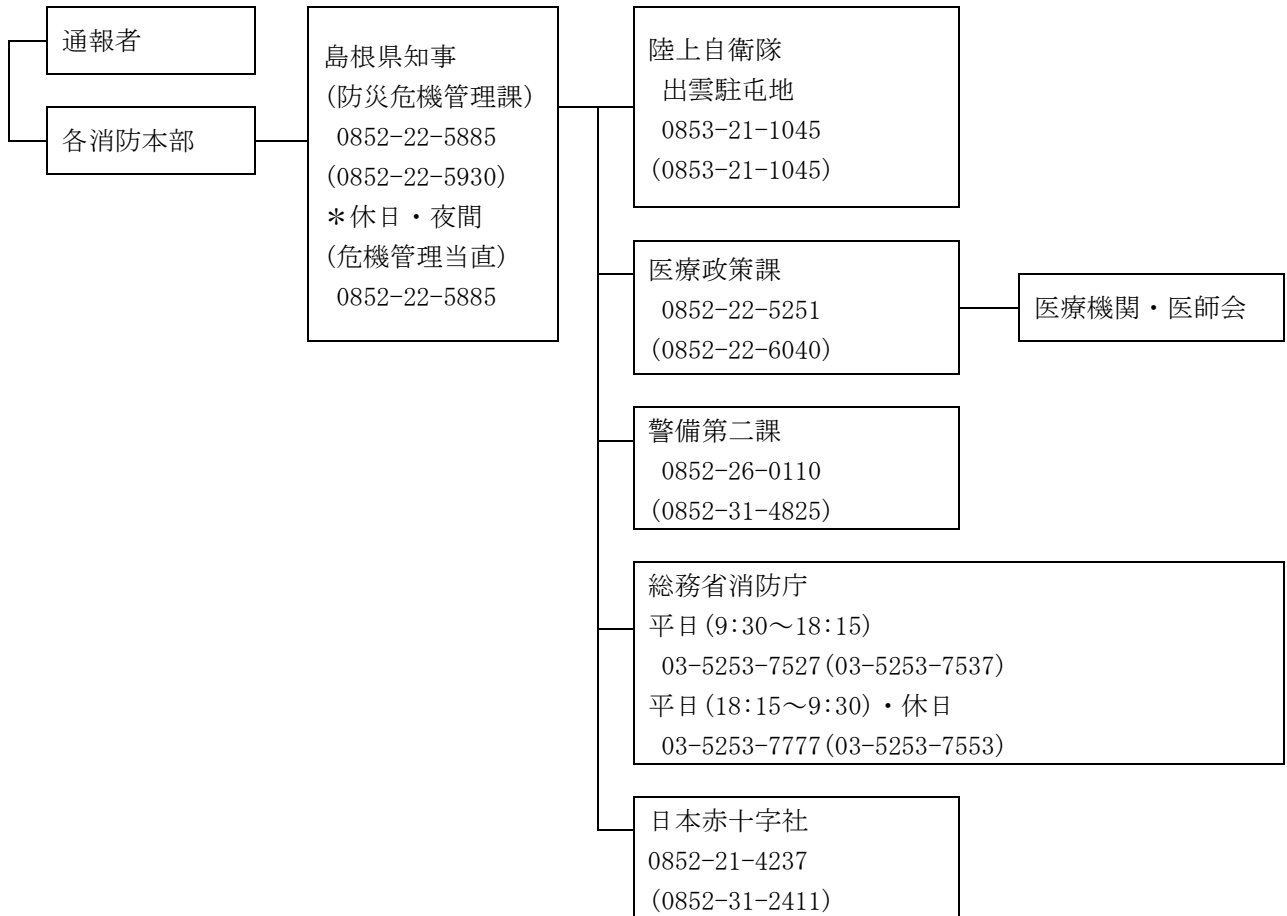 通報者
各消防本部
島根県知事
(防災危機管理課)
0852-22-5885
(0852-22-5930)
＊休日・夜間
(危機管理当直)
0852-22-5885
陸上自衛隊
出雲駐屯地
0853-21-1045
(0853-21-1045)
医療政策課
0852-22-5251
(0852-22-6040)
医療機関・医師会
警備第二課
0852-26-0110
(0852-31-4825)
総務省消防庁
平日(9:30～18:15)
03-5253-7527(03-5253-7537)
平日(18:15～9:30)・休日
03-5253-7777(03-5253-7553)
日本赤十字社
0852-21-4237
(0852-31-2411)